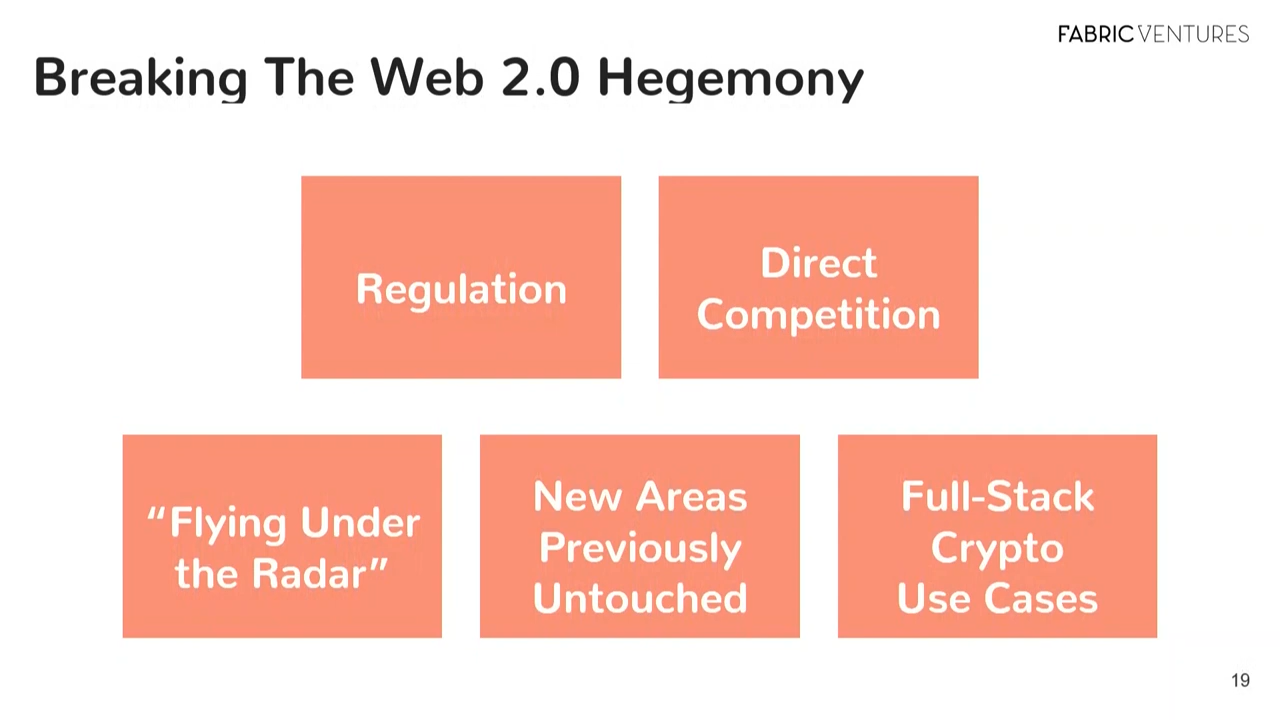 FABRIC VENTURES
Breaking The Web 2.0 Hegemony
Regulation
Direct
Competition
“Flying Under
the Radar”
New Areas
Previously
Untouched
Full-Stack
Crypto
Use Cases
19